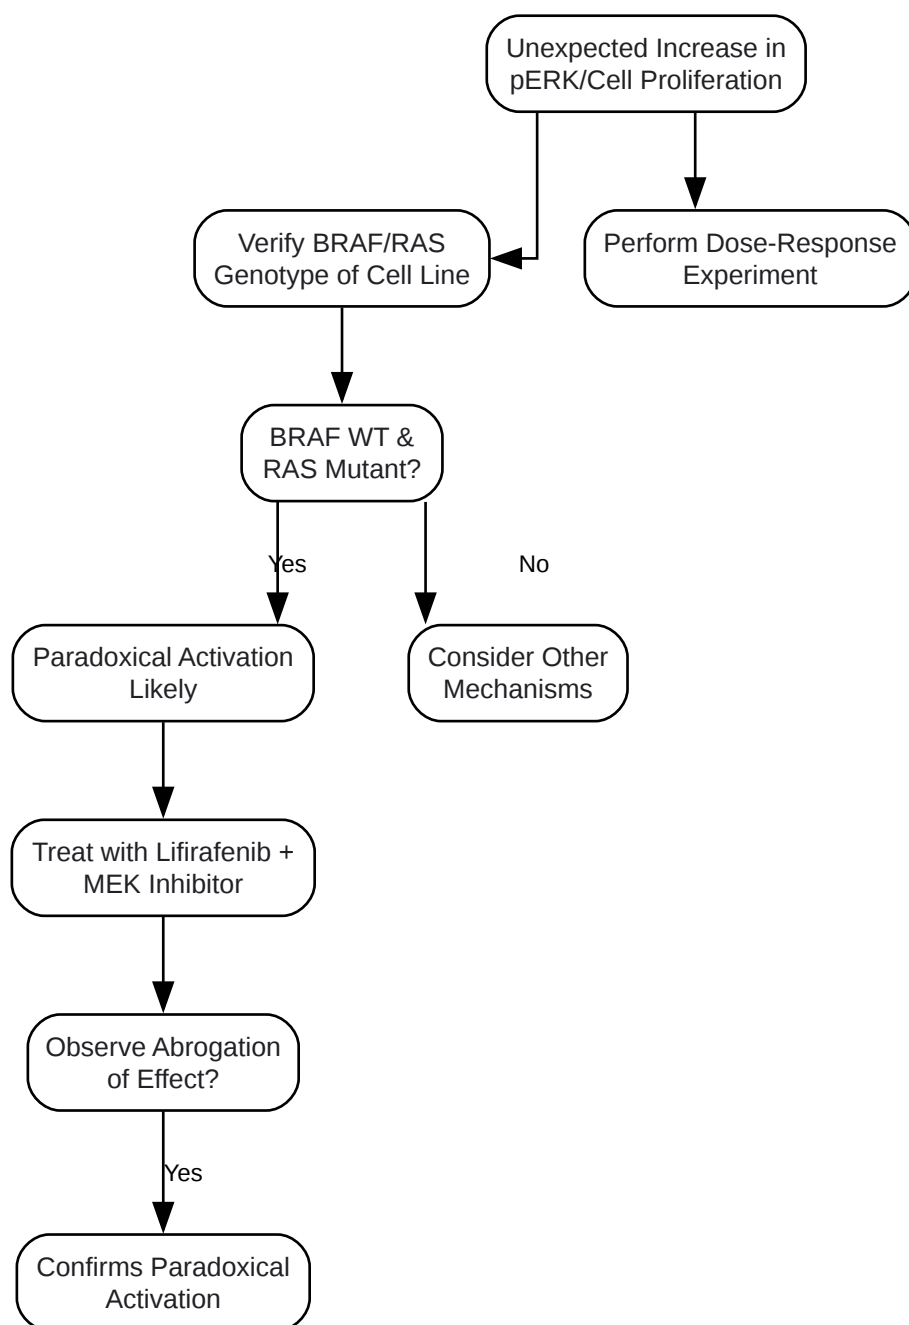 Unexpected Increase in
pERK/Cell Proliferation
Verify BRAF/RAS
Genotype of Cell Line
Perform Dose-Response
Experiment
BRAF WT &
RAS Mutant?
Yes
No
Paradoxical Activation
Likely
Consider Other
Mechanisms
Treat with Lifirafenib +
MEK Inhibitor
Observe Abrogation
of Effect?
Yes
Confirms Paradoxical
Activation